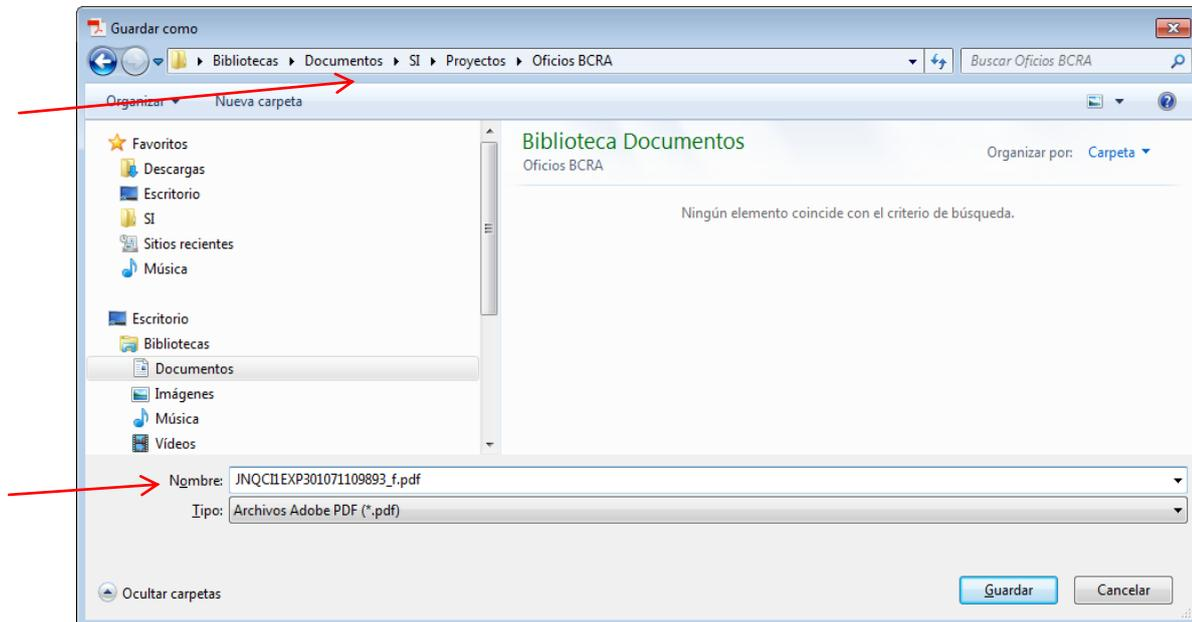 Guardar como
Bibliotecas Documentos SI Proyectos Oficios BCRA
Buscar Oficios BCRA
Organizar Nueva carpeta
Favoritos
Descargas
Escritorio
SI
Sitios recientes
Música
Escritorio
Bibliotecas
Documentos
Imágenes
Música
Vídeos
Biblioteca Documentos
Oficios BCRA
Organizar por: Carpeta
Ningún elemento coincide con el criterio de búsqueda.
Nombre: JNQCI1EXP301071109893_f.pdf
Tipo: Archivos Adobe PDF (*.pdf)
Ocultar carpetas
Guardar Cancelar